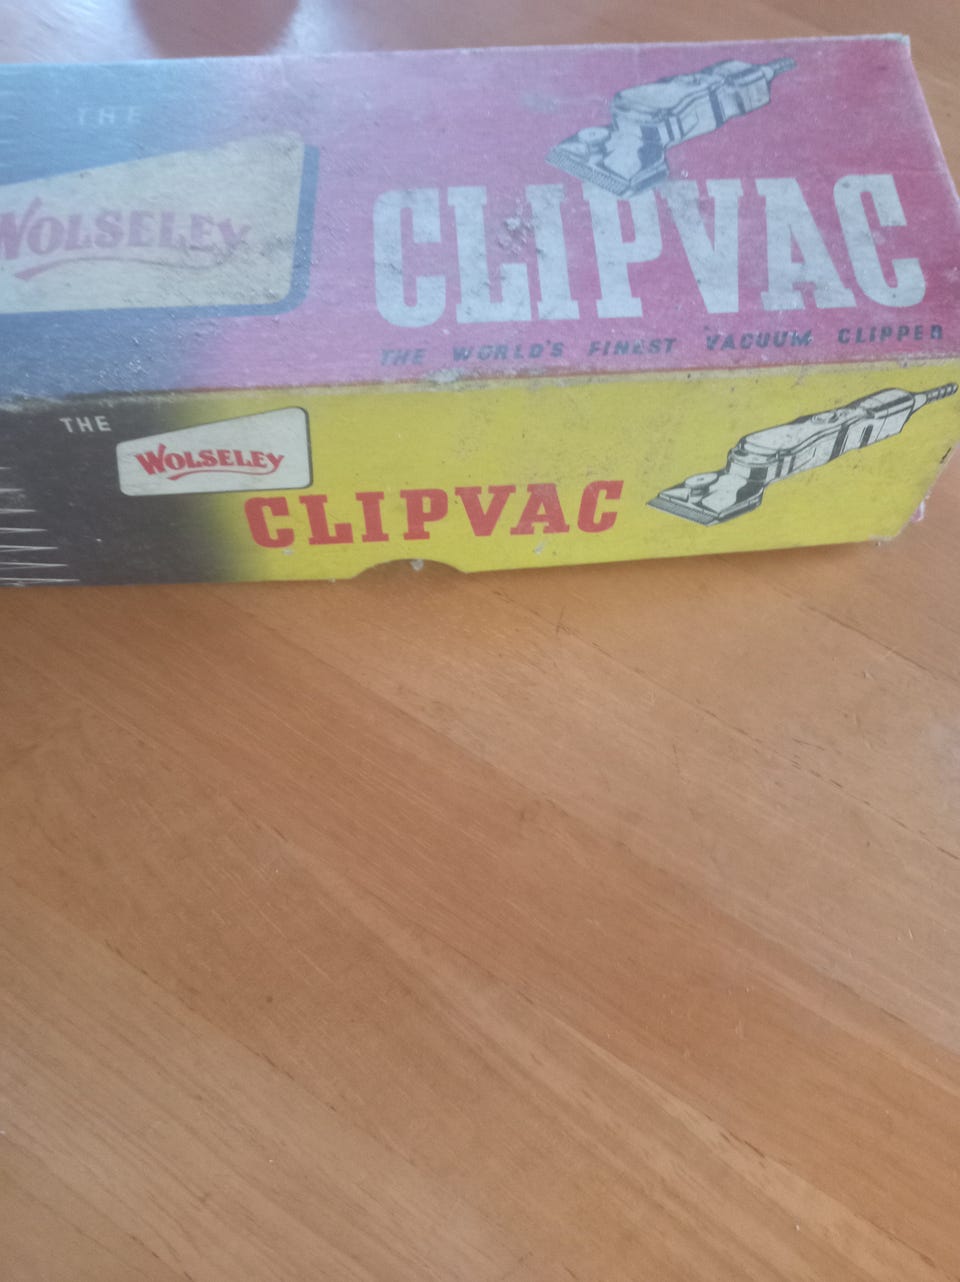 THE
WOLSELEY
CLIPVAC
THE WORLD'S FINEST VACUUM CLIPPER
THE
WOLSELEY
CLIPVAC